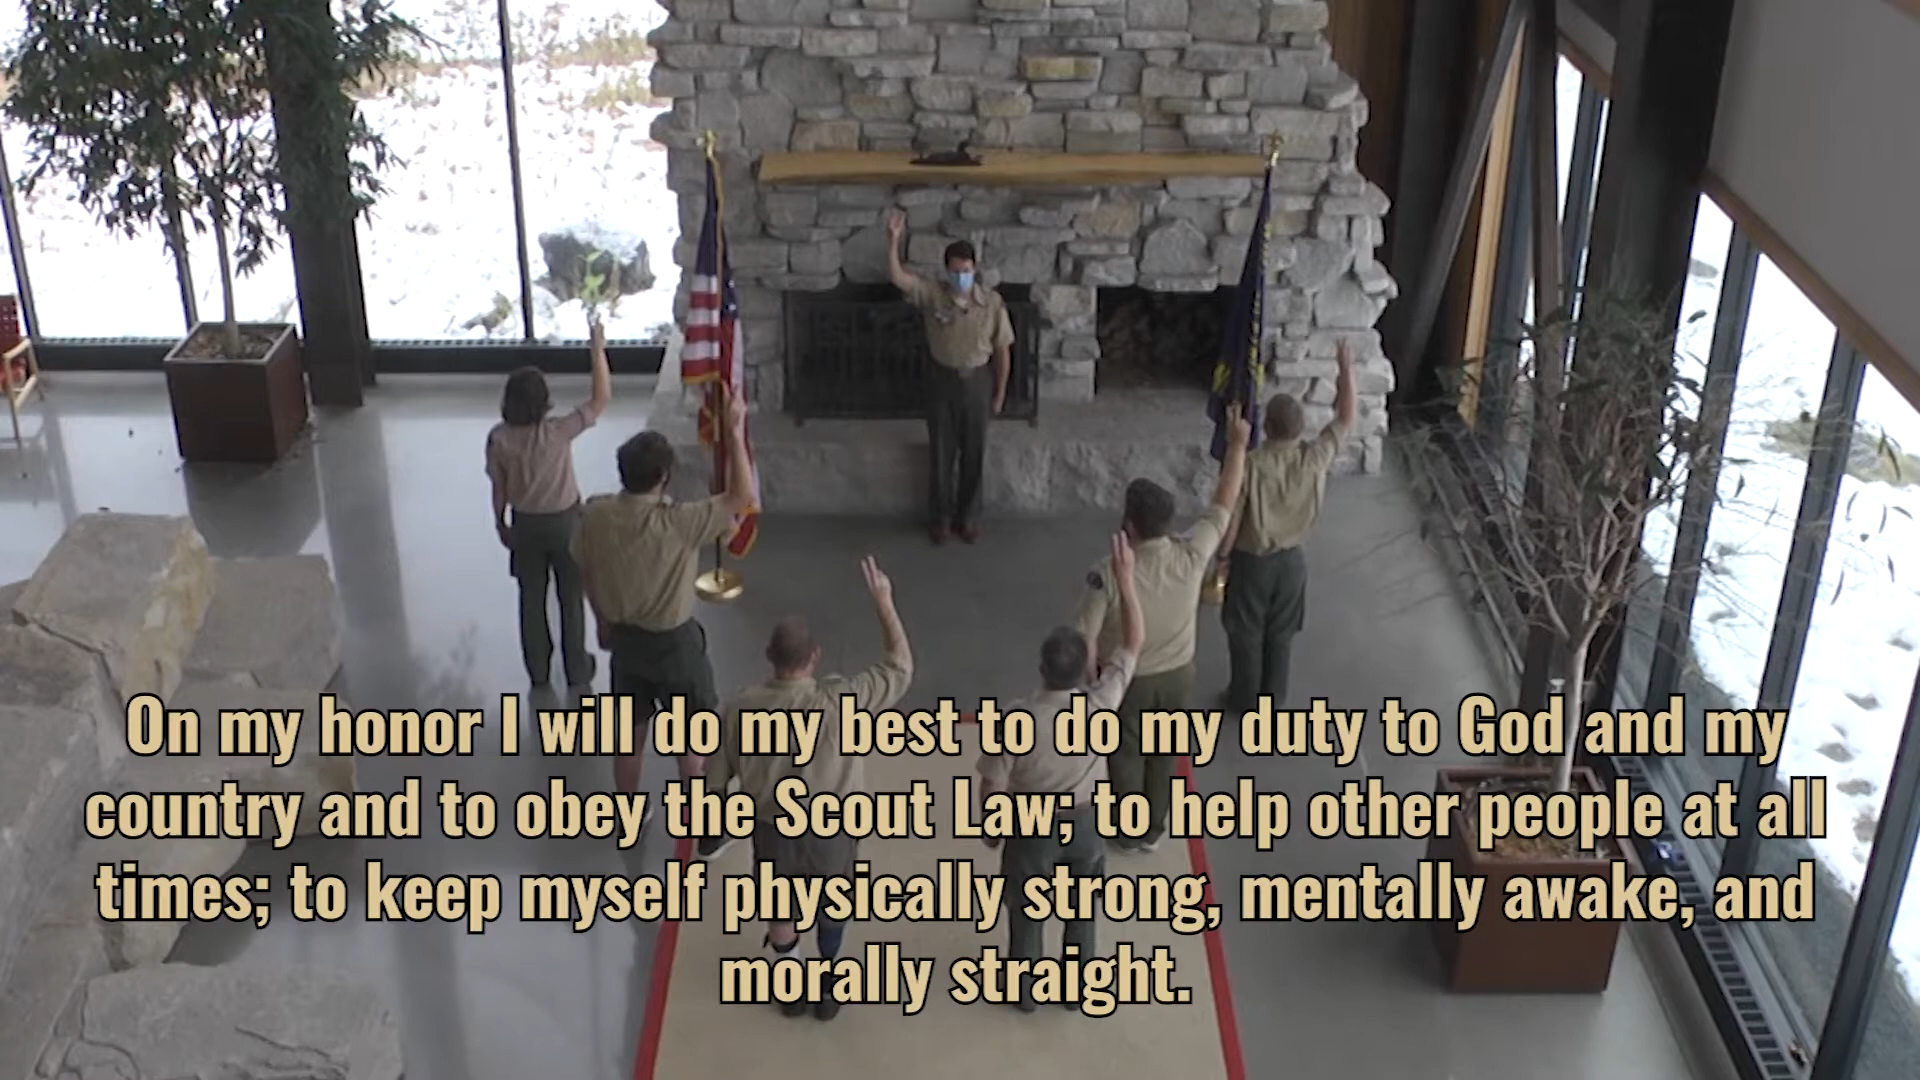 On my honor I will do my best to do my duty to God and my
country and to obey the Scout Law; to help other people at all
times; to keep myself physically strong, mentally awake, and
morally straight.